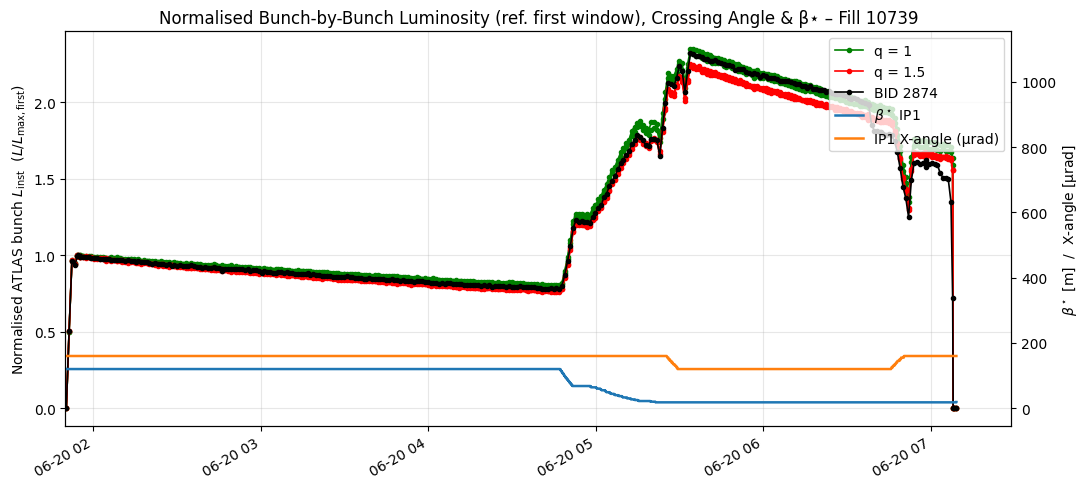 Normalised Bunch-by-Bunch Luminosity (ref. first window), Crossing Angle & β⋆ – Fill 10739
Normalised ATLAS bunch L_inst (L/L_max, first)
2.0
1.5
1.0
0.5
0.0
q = 1
q = 1.5
BID 2874
β⋆ IP1
IP1 X-angle (μrad)
1000
800
600
400
200
0
β⋆ [m] / X-angle [μrad]
06-20 02
06-20 03
06-20 04
06-20 05
06-20 06
06-20 07